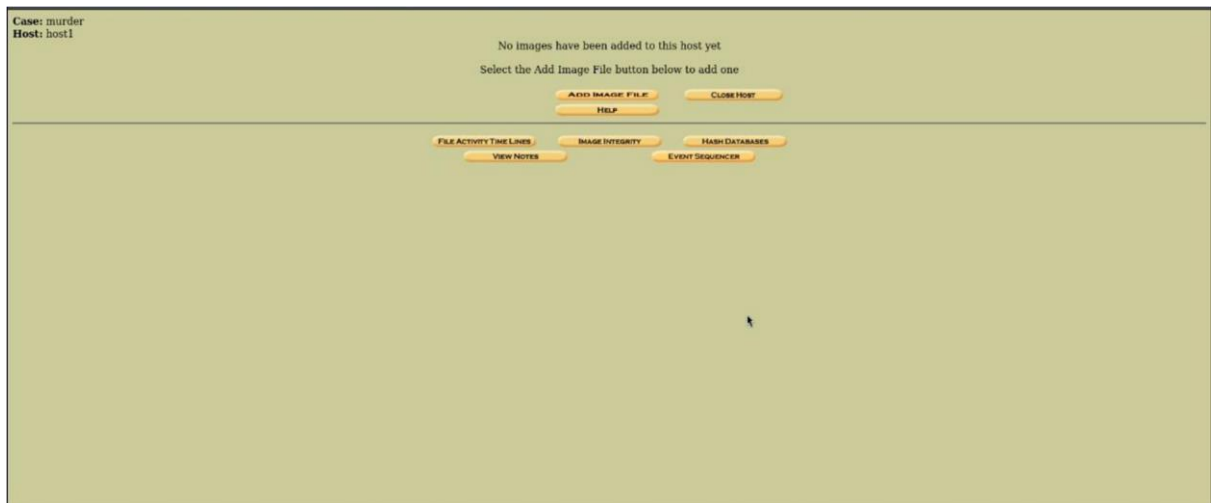 Case: murder
Host: host1
No images have been added to this host yet
Select the Add Image File button below to add one
ADD IMAGE FILE CLOSE HOST
HELP
FILE ACTIVITY TIME LINES IMAGE INTEGRITY HASH DATABASES
VIEW NOTES EVENT SEQUENCER